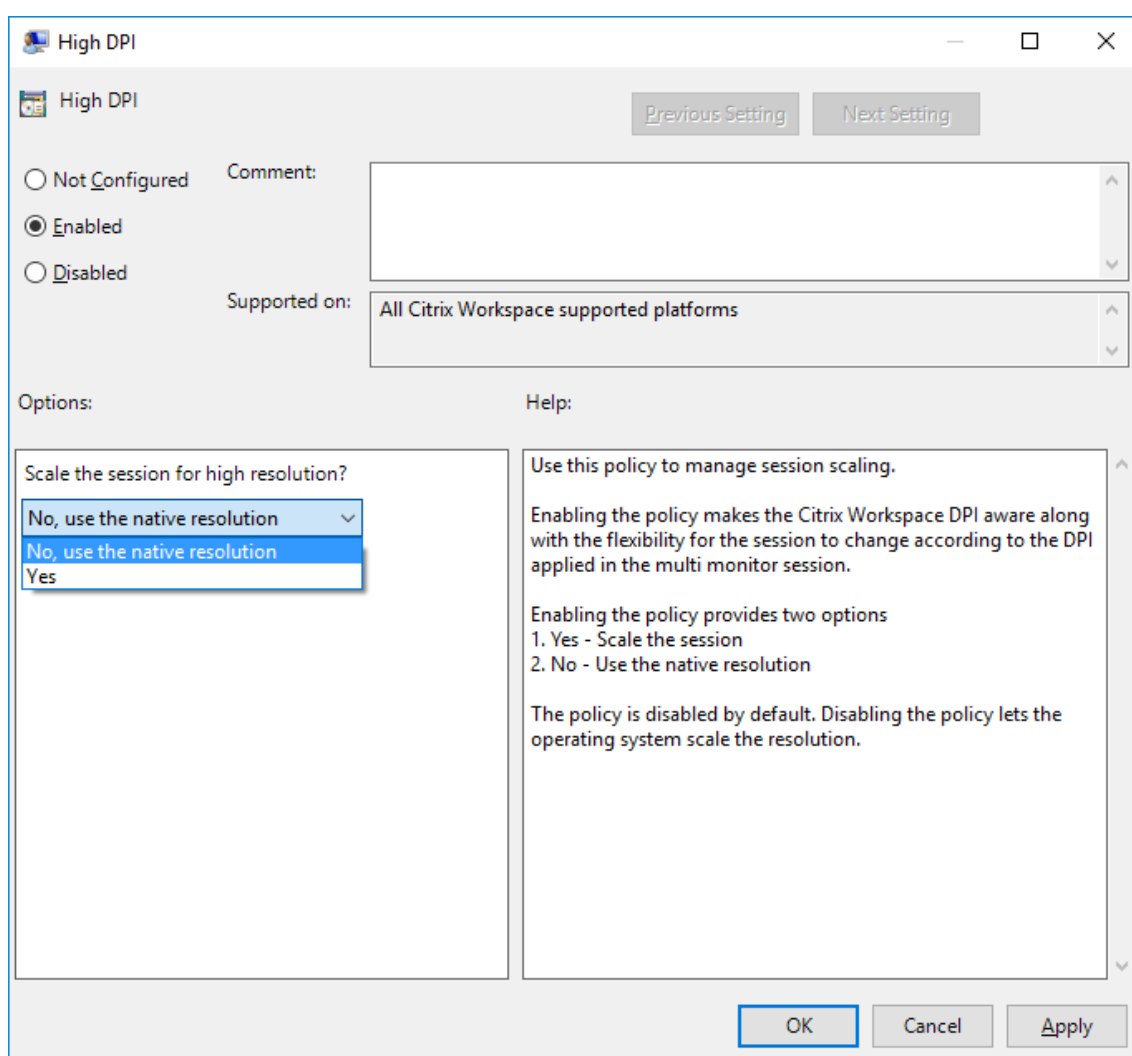 High DPI
High DPI
Previous Setting
Next Setting
Not Configured
Enabled
Disabled
Comment:
Supported on:
All Citrix Workspace supported platforms
Options:
Help:
Scale the session for high resolution?
No, use the native resolution
No, use the native resolution
Yes
Use this policy to manage session scaling.
Enabling the policy makes the Citrix Workspace DPI aware along
with the flexibility for the session to change according to the DPI
applied in the multi monitor session.
Enabling the policy provides two options
1. Yes - Scale the session
2. No - Use the native resolution
The policy is disabled by default. Disabling the policy lets the
operating system scale the resolution.
OK
Cancel
Apply